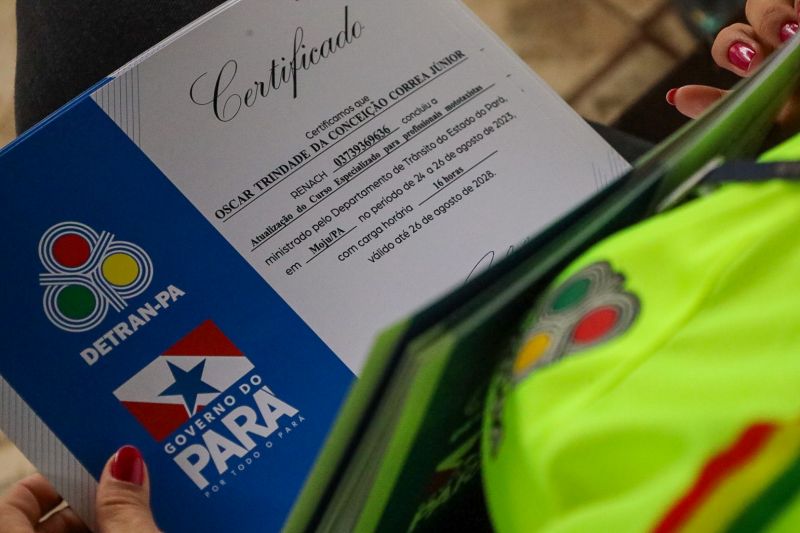 Certificado
Certificamos que
OSCAR TRINDADE DA CONCEIÇÃO CORREA JÚNIOR
RENACH 03739369636 concluiu a
Atualização do Curso Especializado para profissionais mototaxistas
ministrado pelo Departamento de Trânsito do Estado do Pará,
em Moju/PA no período de 24 a 26 de agosto de 2023,
com carga horária 16 horas
válido até 26 de agosto de 2028.
DETRAN-PA
GOVERNO DO
PARÁ
POR TODO O PARÁ